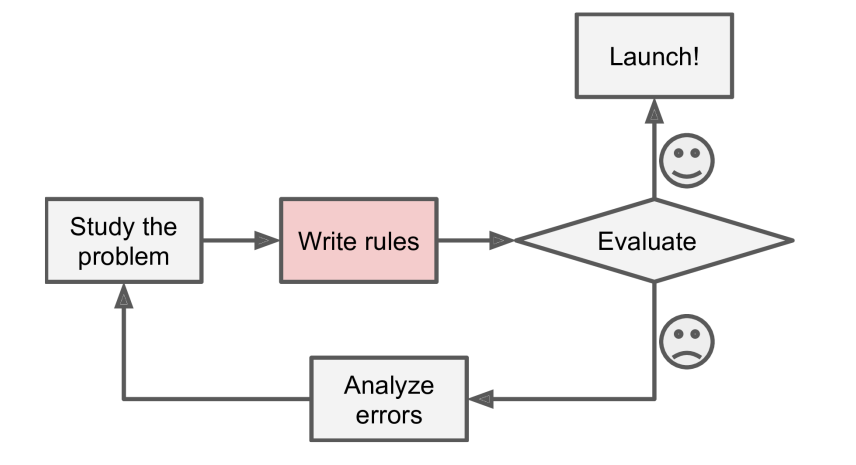 Launch!
Study the
problem
Write rules
Evaluate
Analyze
errors